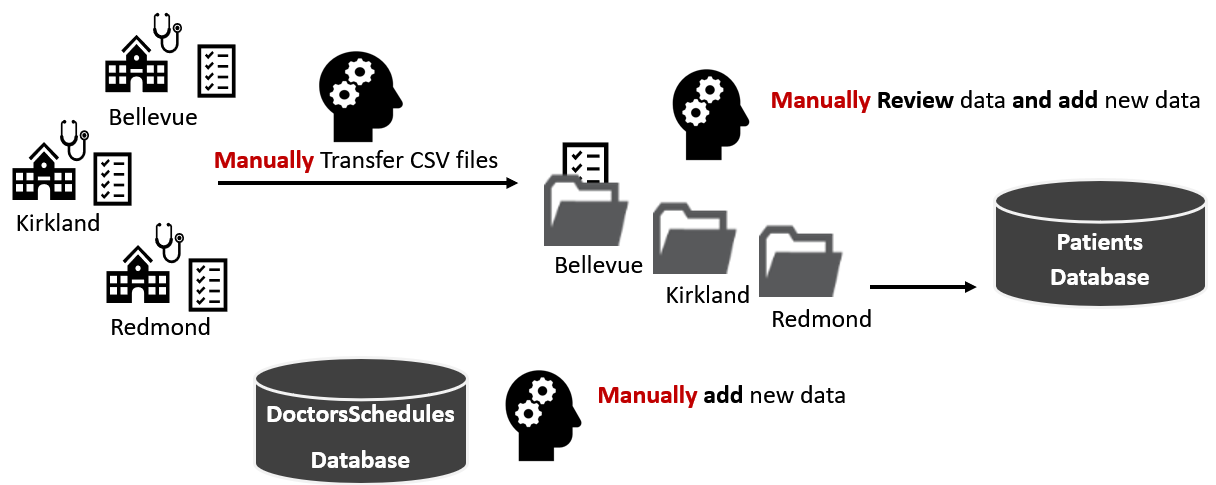 Bellevue
Kirkland
Redmond
Manually Transfer CSV files
Manually Review data and add new data
Bellevue
Kirkland
Redmond
Patients
Database
DoctorsSchedules
Database
Manually add new data